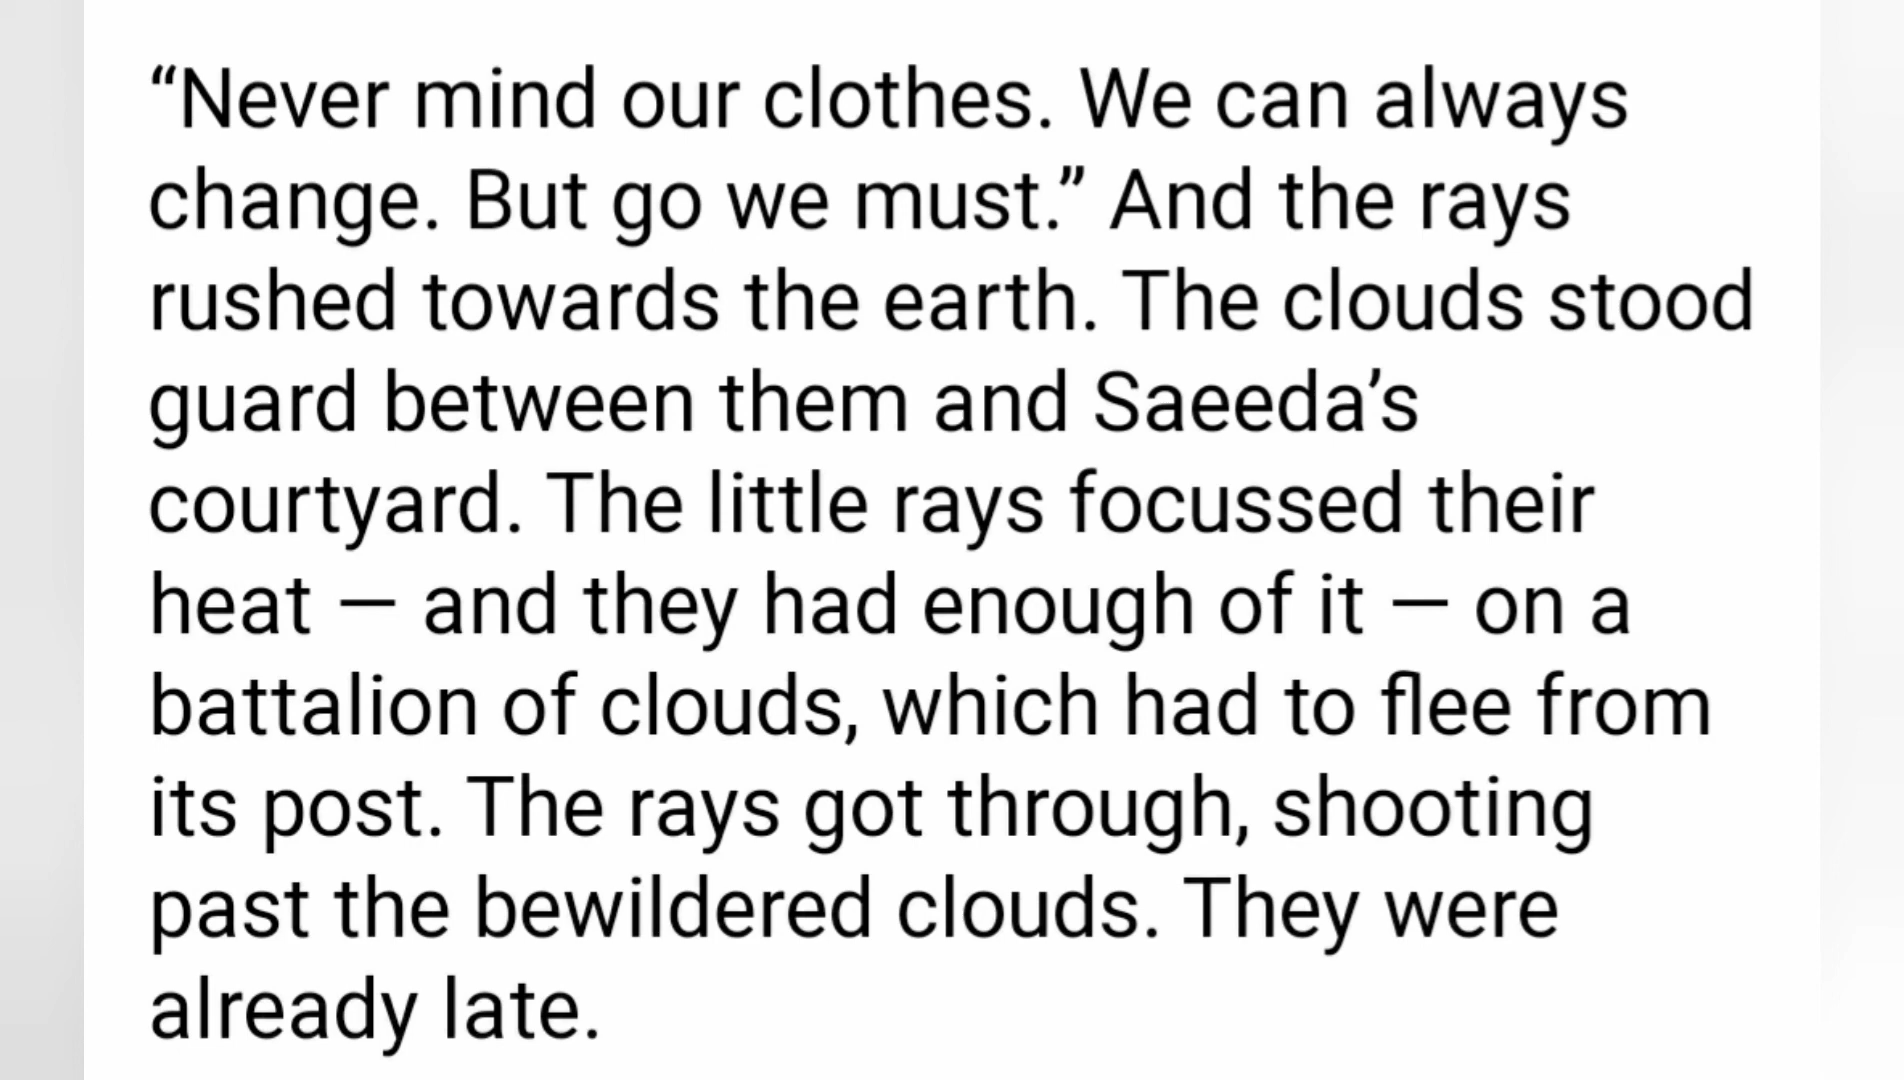 “Never mind our clothes. We can always
change. But go we must.” And the rays
rushed towards the earth. The clouds stood
guard between them and Saeeda’s
courtyard. The little rays focussed their
heat — and they had enough of it — on a
battalion of clouds, which had to flee from
its post. The rays got through, shooting
past the bewildered clouds. They were
already late.